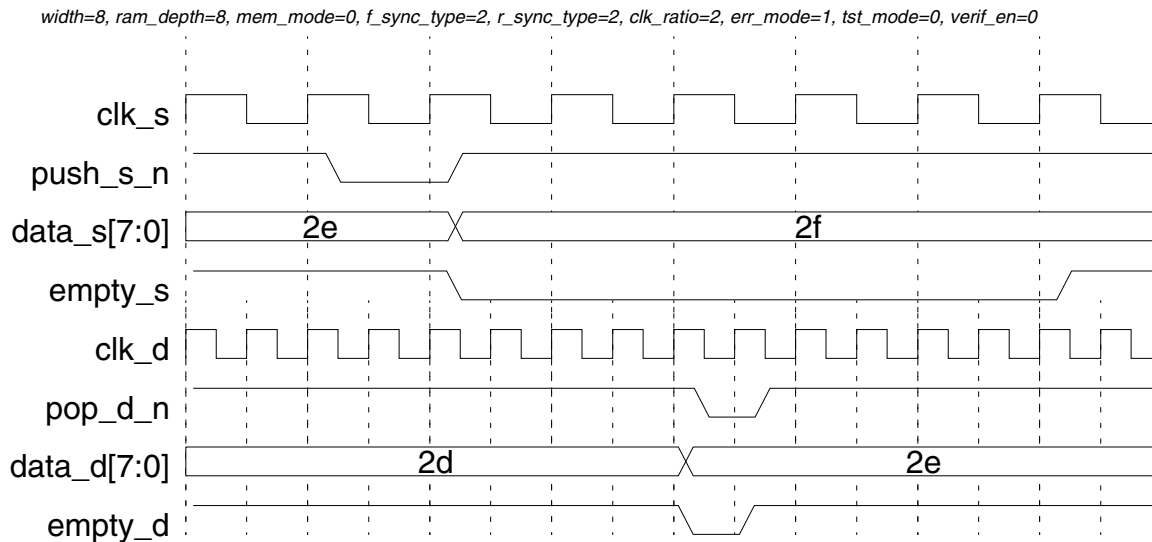 width=8, ram_depth=8, mem_mode=0, f_sync_type=2, r_sync_type=2, clk_ratio=2, err_mode=1, tst_mode=0, verif_en=0
clk_s
push_s_n
data_s[7:0] 2e 2f
empty_s
clk_d
pop_d_n
data_d[7:0] 2d 2e
empty_d